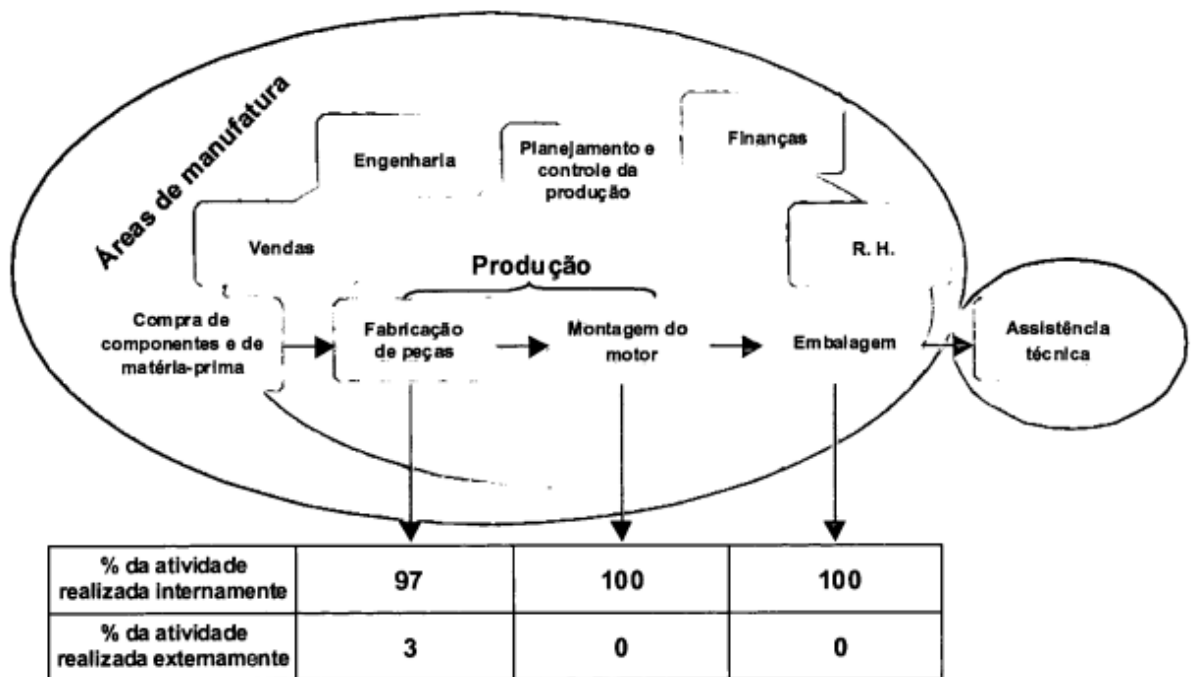 Áreas de manufatura
Engenharia
Planejamento e
controle da
produção
Finanças
Vendas
R. H.
Produção
Compra de
componentes e de
matéria-prima
Fabricação
de peças
Montagem do
motor
Embalagem
Assistência
técnica
% da atividade
realizada internamente
97
100
100
% da atividade
realizada externamente
3
0
0